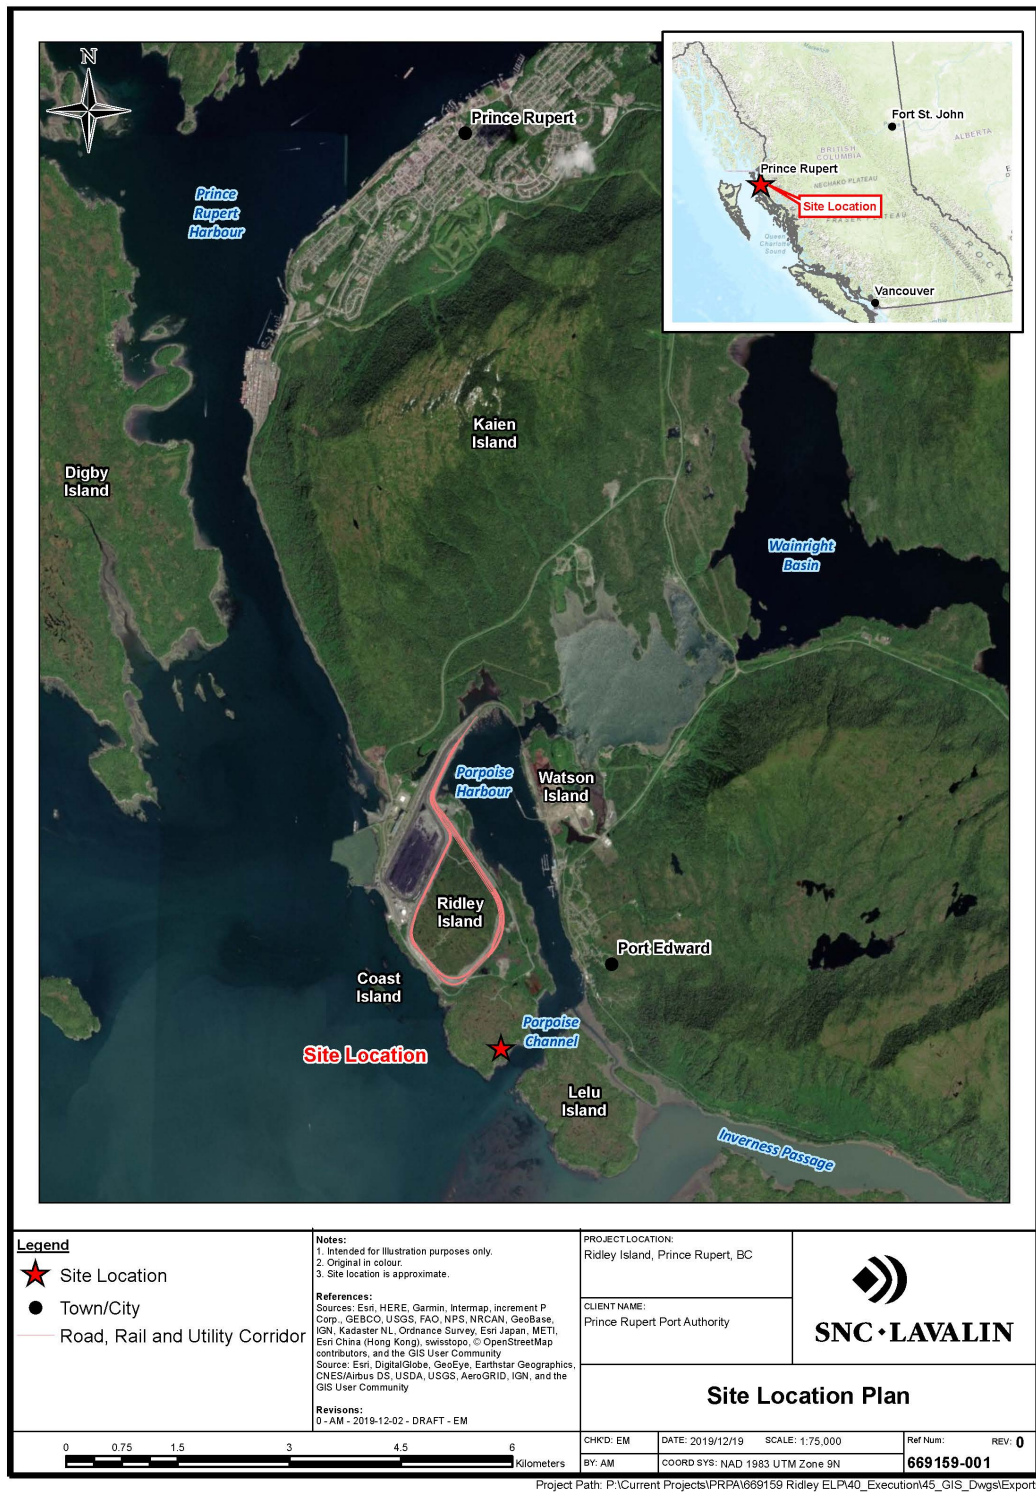 N
Prince Rupert
Prince
Rupert
Harbour
Fort St. John
ALBERTA
BRITISH
COLUMBIA
Prince Rupert
NECHAKO PLATEAU
Site Location
FRASER PLATEAU
Queen
Charlotte
Sound
COLUMBIA MOUNTAINS
ROCK
Vancouver
Kaien
Island
Digby
Island
Wainright
Basin
Porpoise
Harbour
Watson
Island
Ridley
Island
Port Edward
Coast
Island
Porpoise
Channel
Site Location
Lelu
Island
Inverness Passage
Legend
Site Location
Town/City
Road, Rail and Utility Corridor
0 0.75 1.5 3 4.5 6
Kilometers
Notes:
1. Intended for Illustration purposes only.
2. Original in colour.
3. Site location is approximate.
References:
Sources: Esri, HERE, Garmin, Intermap, increment P
Corp., GEBCO, USGS, FAO, NPS, NRCAN, GeoBase,
IGN, Kadaster NL, Ordnance Survey, Esri Japan, METI,
Esri China (Hong Kong), swisstopo, © OpenStreetMap
contributors, and the GIS User Community
Source: Esri, DigitalGlobe, GeoEye, Earthstar Geographics,
CNES/Airbus DS, USDA, USGS, AeroGRID, IGN, and the
GIS User Community
Revisons:
0 - AM - 2019-12-02 - DRAFT - EM
PROJECT LOCATION:
Ridley Island, Prince Rupert, BC
CLIENT NAME:
Prince Rupert Port Authority
SNC•LAVALIN
Site Location Plan
CHK'D: EM
DATE: 2019/12/19 SCALE: 1:75,000
Ref Num: REV: 0
BY: AM
COORD SYS: NAD 1983 UTM Zone 9N
669159-001
Project Path: P:\Current Projects\PRPA\669159 Ridley ELP\40_Execution\45_GIS_Dwgs\Export